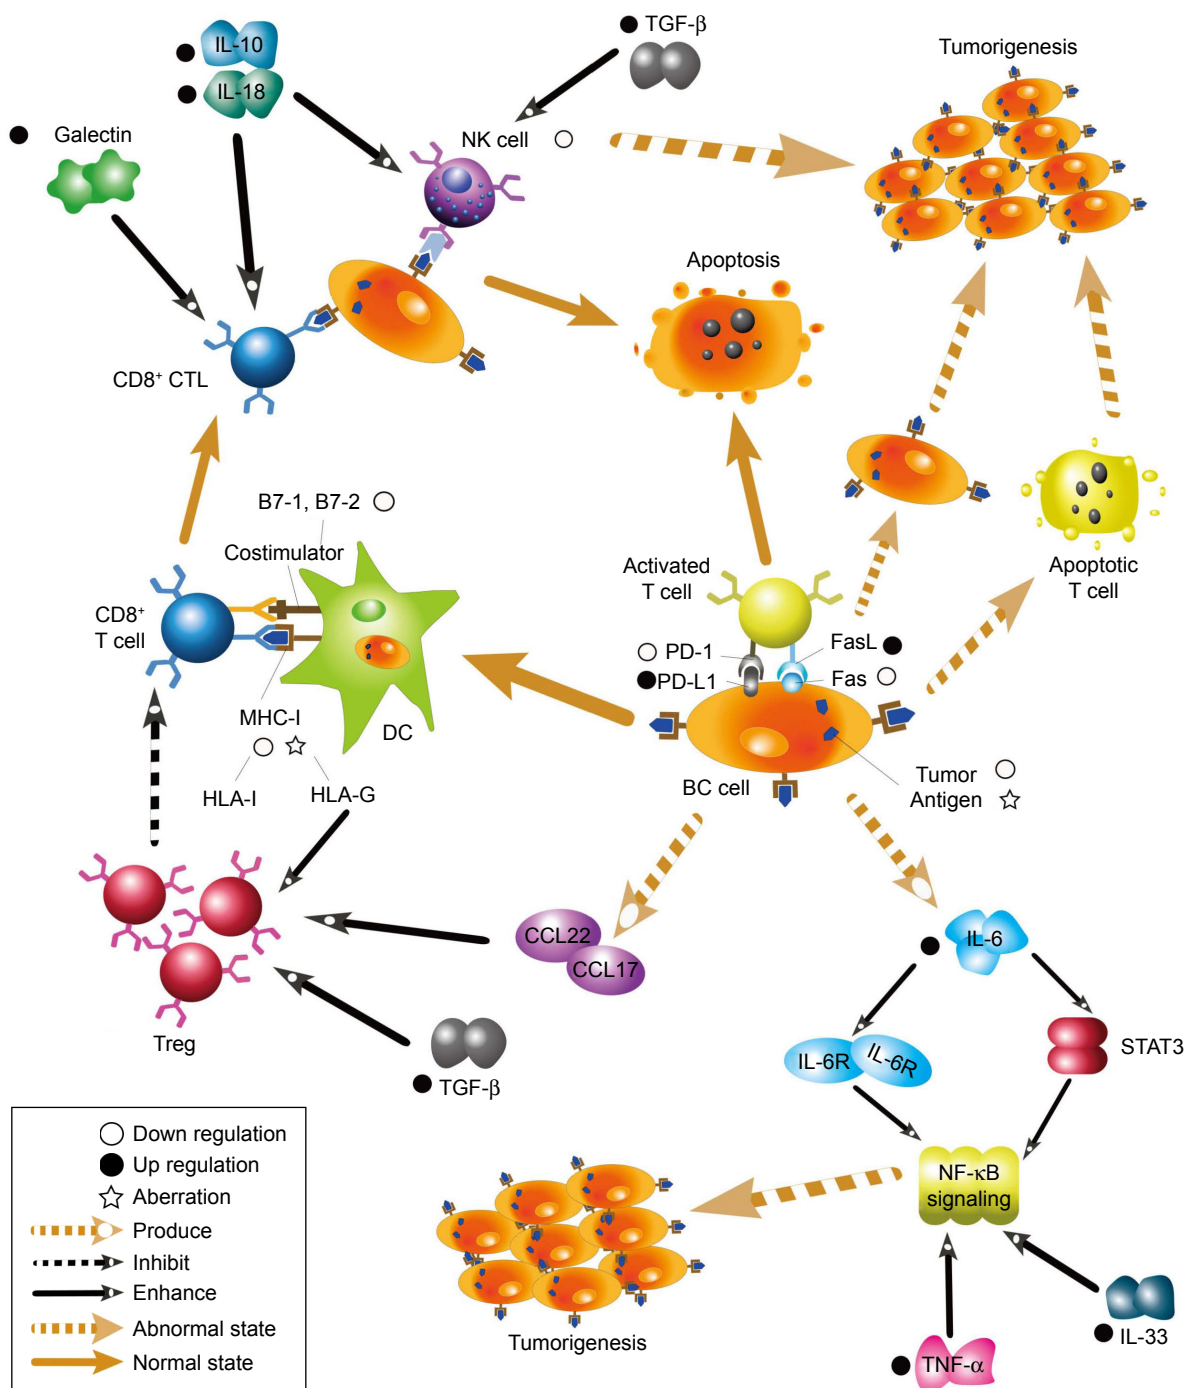 IL-10
IL-18
TGF-β
Tumorigenesis
Galectin
NK cell
Apoptosis
CD8⁺ CTL
B7-1, B7-2
Costimulator
CD8⁺
T cell
MHC-I
DC
HLA-I
HLA-G
Activated
T cell
Apoptotic
T cell
PD-1
FasL
PD-L1
Fas
BC cell
Tumor
Antigen
CCL22
CCL17
IL-6
Treg
TGF-β
IL-6R
IL-6R
STAT3
NF-κB
signaling
Tumorigenesis
IL-33
TNF-α
Down regulation
Up regulation
Aberration
Produce
Inhibit
Enhance
Abnormal state
Normal state